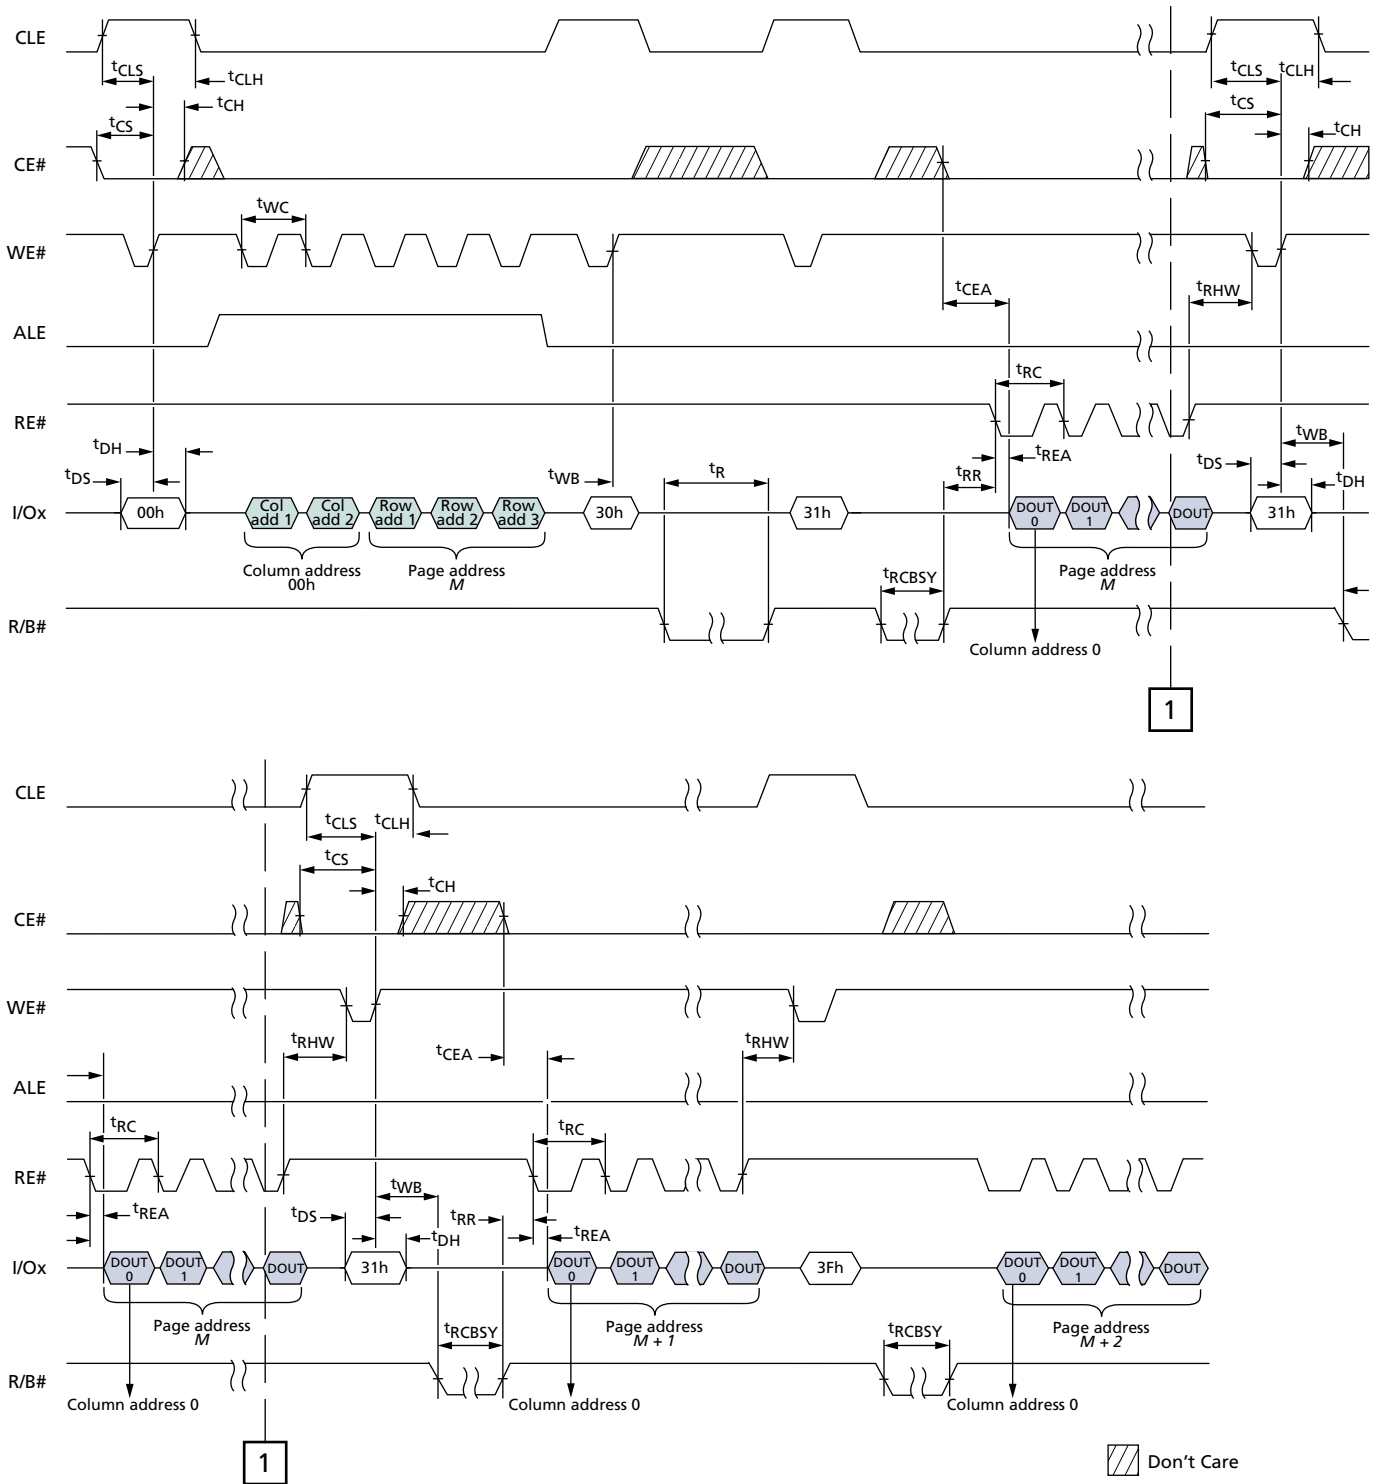 CLE
tCLS
tCLH
tCLS
tCLH
tCH
tCS
tCS
tCH
CE#
tWC
WE#
tCEA
tRHW
ALE
tRC
RE#
tDH
tREA
tWB
tDS
tWB
tR
tRR
tDS
tDH
I/Ox
00h
Col add 1
Col add 2
Row add 1
Row add 2
Row add 3
30h
31h
DOUT 0
DOUT 1
DOUT
31h
Column address 00h
Page address M
tRCBSY
Page address M
R/B#
Column address 0
1
CLE
tCLS
tCLH
tCS
tCH
CE#
WE#
tRHW
tCEA
tRHW
ALE
tRC
tRC
RE#
tWB
tREA
tDS
tRR
tDH
tREA
I/Ox
DOUT 0
DOUT 1
DOUT
31h
DOUT 0
DOUT 1
DOUT
3Fh
DOUT 0
DOUT 1
DOUT
Page address M
tRCBSY
Page address M + 1
tRCBSY
Page address M + 2
R/B#
Column address 0
Column address 0
Column address 0
1
Don't Care